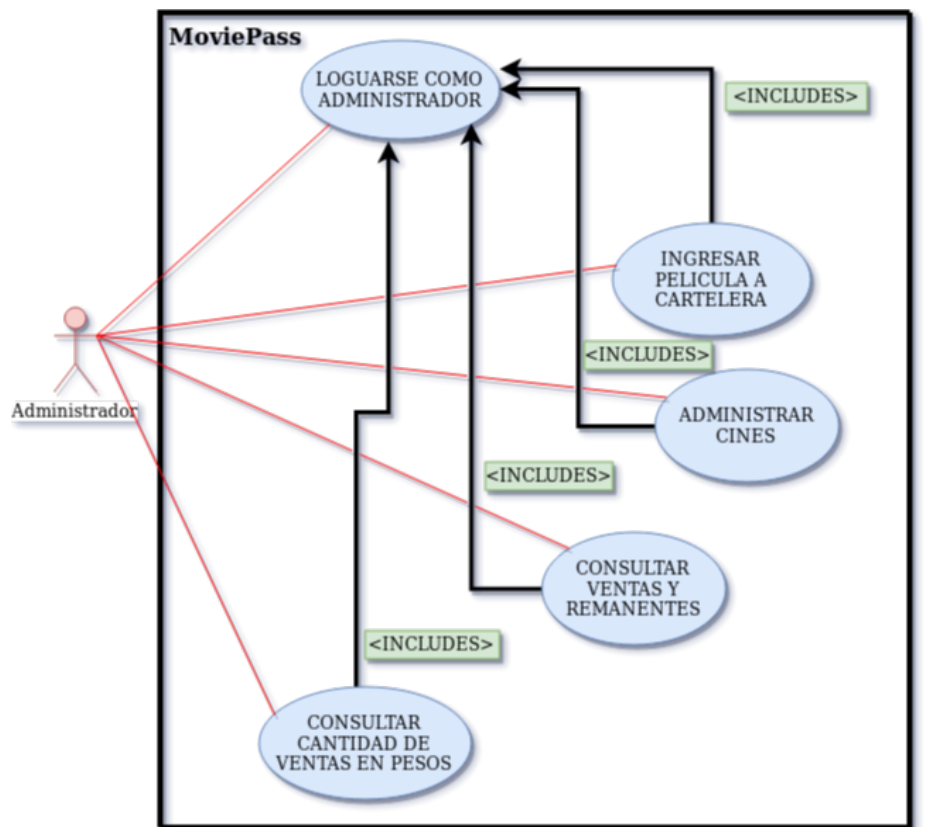 MoviePass
LOGUARSE COMO
ADMINISTRADOR
<INCLUDES>
INGRESAR
PELICULA A
CARTELERA
<INCLUDES>
Administrador
ADMINISTRAR
CINES
<INCLUDES>
CONSULTAR
VENTAS Y
REMANENTES
<INCLUDES>
CONSULTAR
CANTIDAD DE
VENTAS EN PESOS